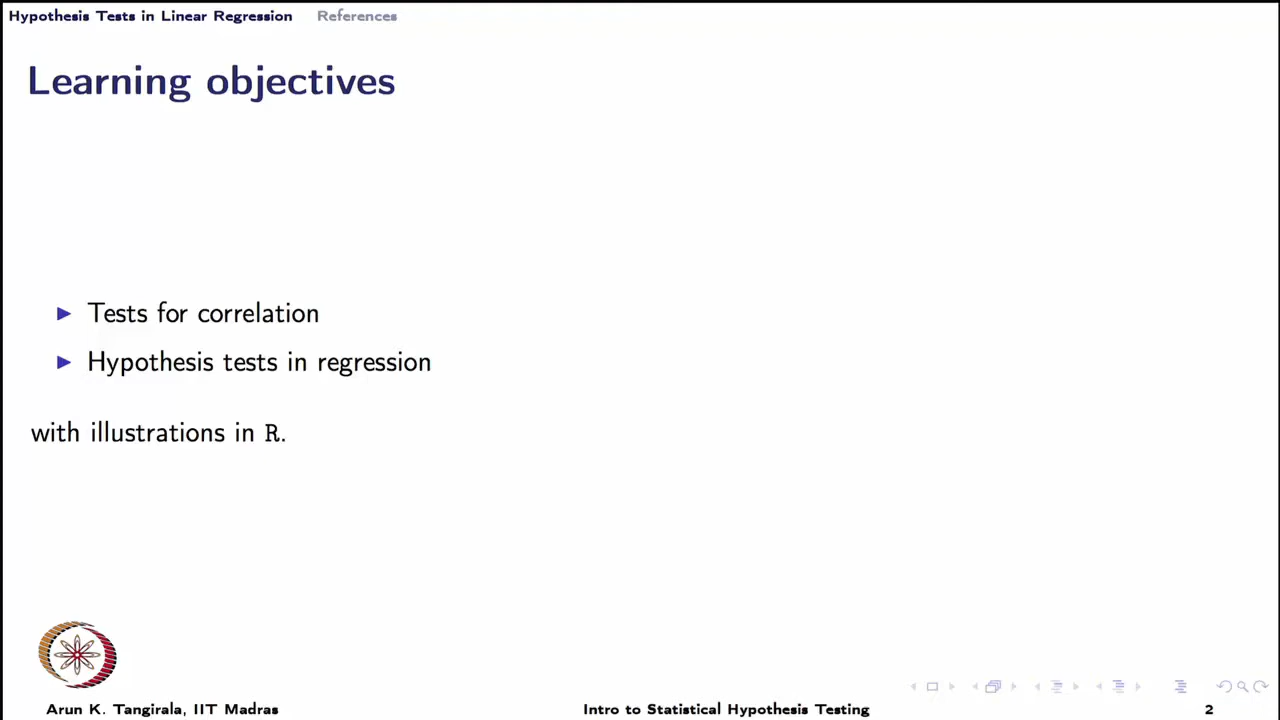 Hypothesis Tests in Linear Regression References
Learning objectives
▶ Tests for correlation
▶ Hypothesis tests in regression
with illustrations in R.
Arun K. Tangirala, IIT Madras Intro to Statistical Hypothesis Testing 2